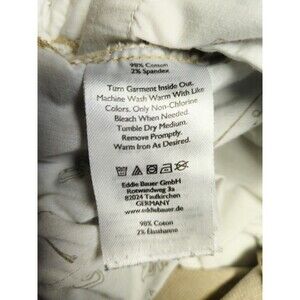 98% Cotton
2% Spandex
Turn Garment Inside Out.
Machine Wash Warm With Like
Colors. Only Non-Chlorine
Bleach When Needed.
Tumble Dry Medium.
Remove Promptly.
Warm Iron As Desired.
Eddie Bauer GmbH
Rotwandweg 3a
82024 Taufkirchen
GERMANY
www.eddiebauer.de
98% Cotton
2% Elasthanne